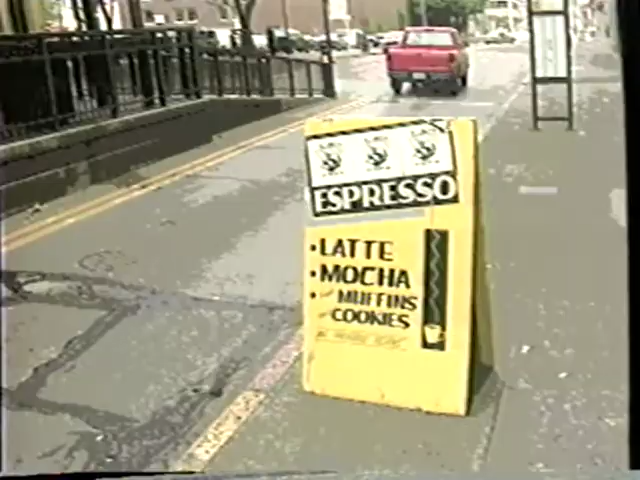 ESPRESSO
• LATTE
• MOCHA
• MUFFINS
COOKIES